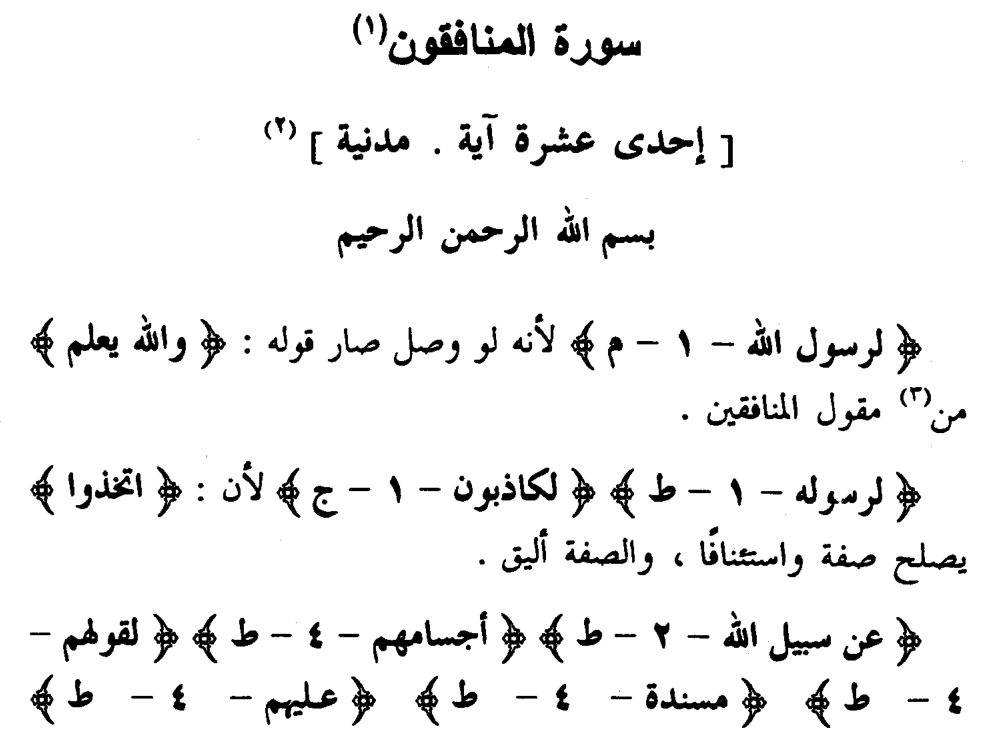 سورة المنافقون(١)
[ إحدى عشرة آية . مدنية ] (٢)
بسم الله الرحمن الرحيم
﴿ لرسول الله – ١ – م ﴾ لأنه لو وصل صار قوله : ﴿ والله يعلم ﴾
من(٣) مقول المنافقين .
﴿ لرسوله – ١ – ط ﴾ ﴿ لكاذبون – ١ – ج ﴾ لأن : ﴿ اتخذوا ﴾
يصلح صفة واستئنافًا ، والصفة أليق .
﴿ عن سبيل الله – ٢ – ط ﴾ ﴿ أجسامهم – ٤ – ط ﴾ ﴿ لقولهم –
٤ – ط ﴾ ﴿ مسندة – ٤ – ط ﴾ ﴿ عليهم – ٤ – ط ﴾